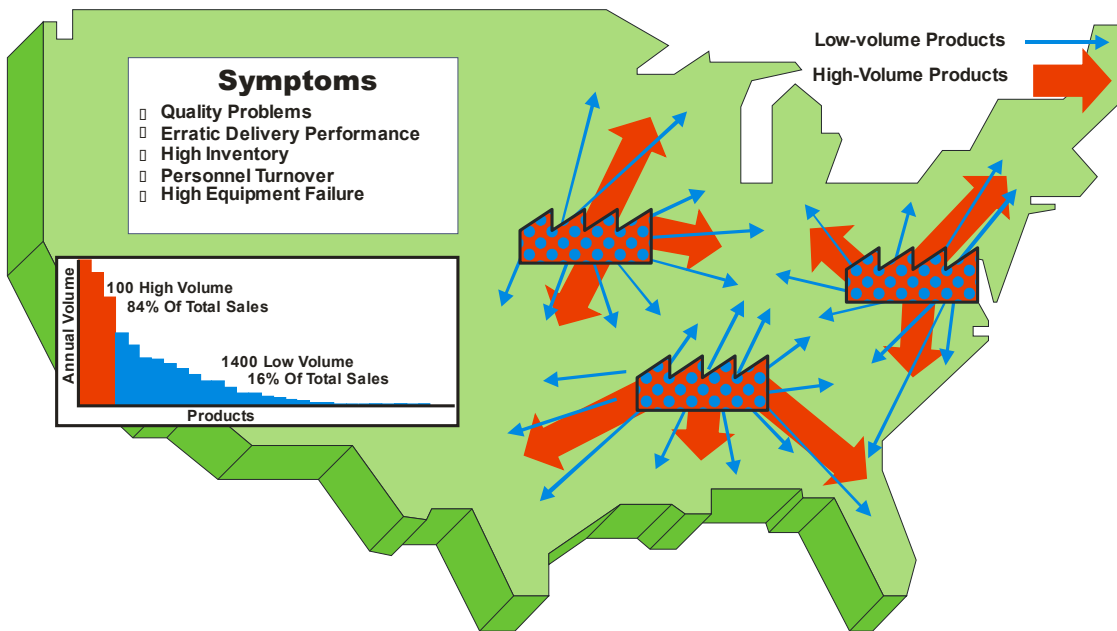 Symptoms
▯ Quality Problems
▯ Erratic Delivery Performance
▯ High Inventory
▯ Personnel Turnover
▯ High Equipment Failure
Low-volume Products
High-Volume Products
Annual Volume
100 High Volume
84% Of Total Sales
1400 Low Volume
16% Of Total Sales
Products